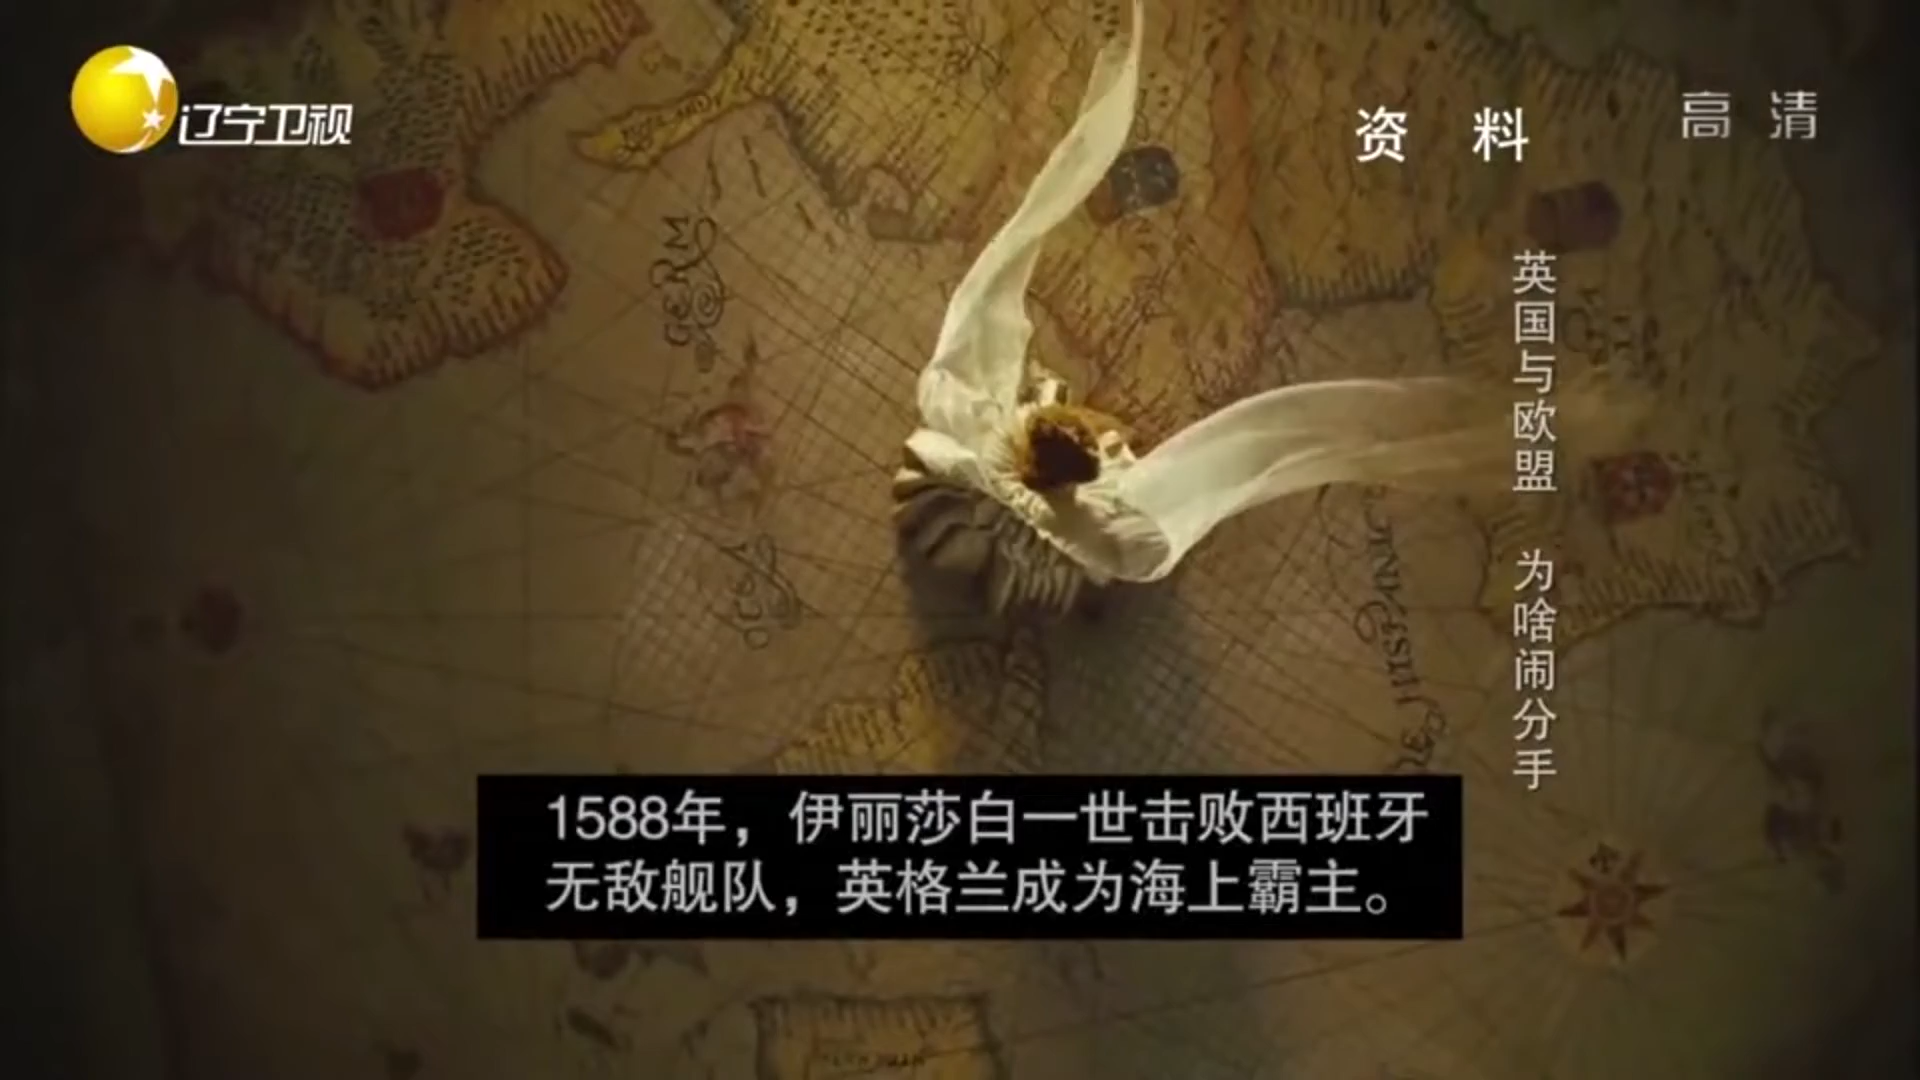 辽宁卫视
资料
高清
英国与欧盟 为啥闹分手
GERM
1588年，伊丽莎白一世击败西班牙
无敌舰队，英格兰成为海上霸主。